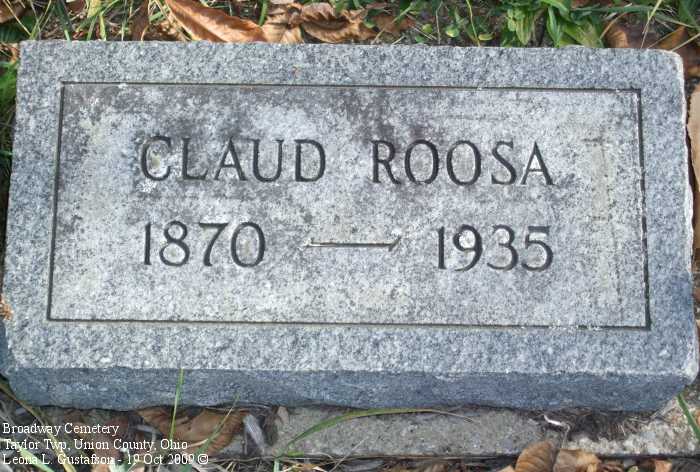 CLAUD ROOSA
1870 — 1935
Broadway Cemetery
Taylor Twp, Union County, Ohio
Leona L. Gustafson - 19 Oct 2009 ©